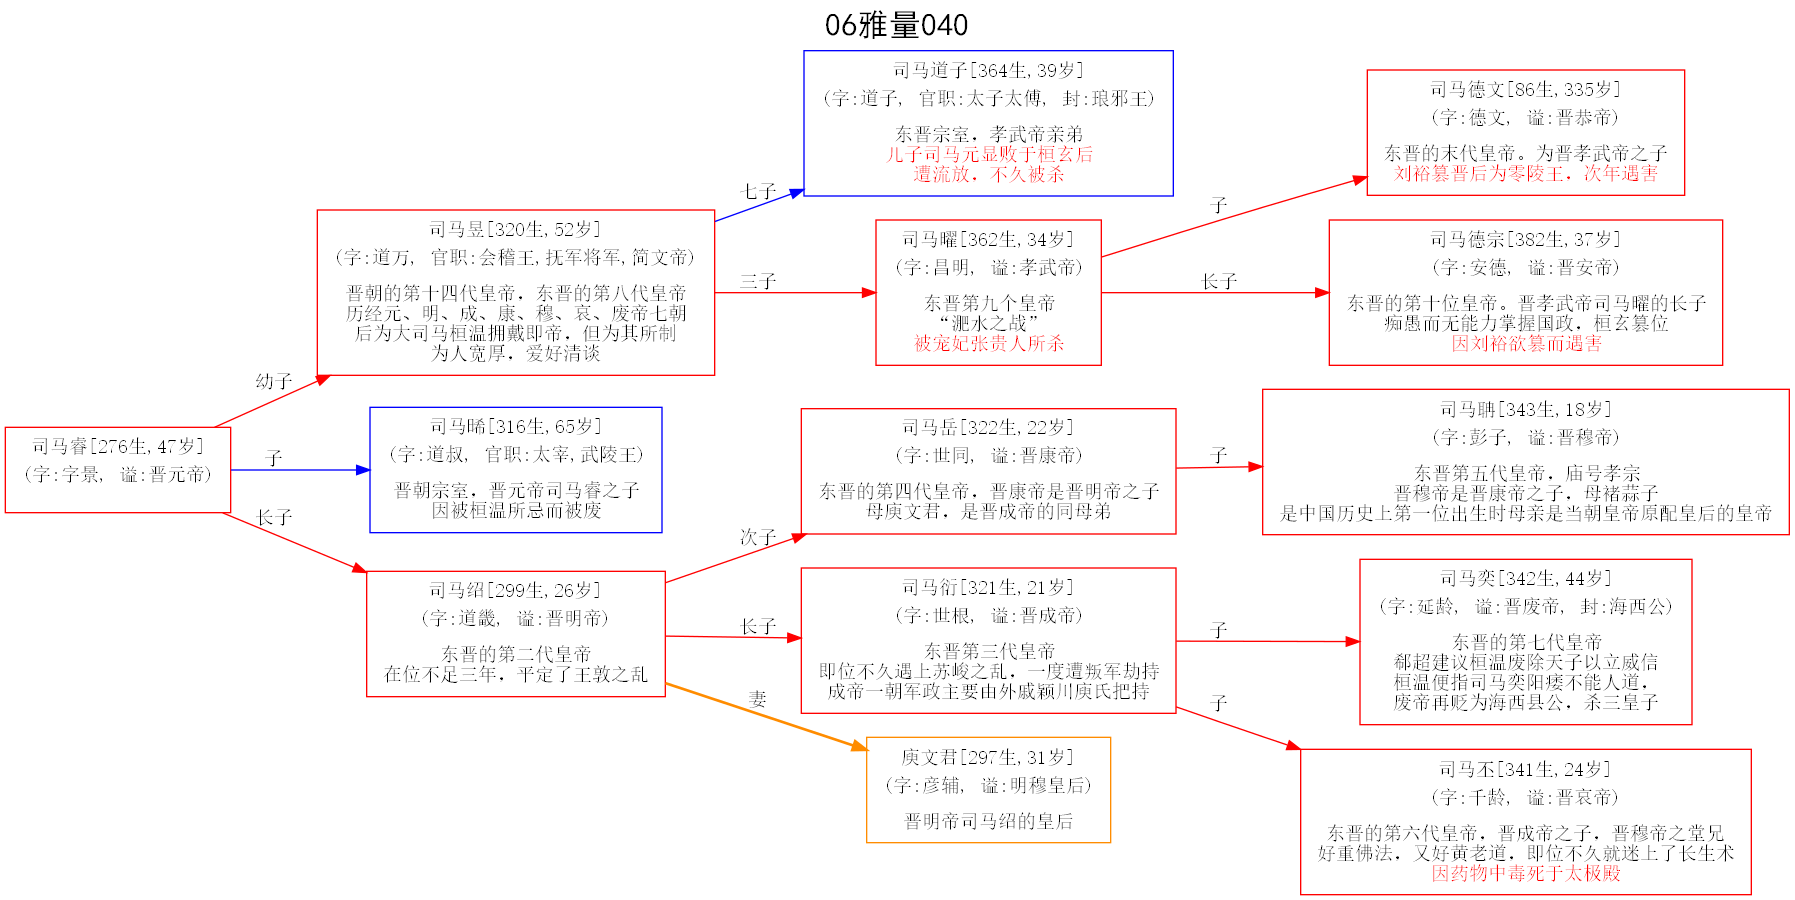 06雅量040
司马睿[276生,47岁]
(字:字景, 谥:晋元帝)
幼子
子
长子
司马昱[320生,52岁]
(字:道万, 官职:会稽王,抚军将军,简文帝)
晋朝的第十四代皇帝，东晋的第八代皇帝
历经元、明、成、康、穆、哀、废帝七朝
后为大司马桓温拥戴即帝，但为其所制
为人宽厚，爱好清谈
司马晞[316生,65岁]
(字:道叔, 官职:太宰,武陵王)
晋朝宗室，晋元帝司马睿之子
因被桓温所忌而被废
司马绍[299生,26岁]
(字:道畿, 谥:晋明帝)
东晋的第二代皇帝
在位不足三年，平定了王敦之乱
七子
三子
次子
长子
妻
司马道子[364生,39岁]
(字:道子, 官职:太子太傅, 封:琅邪王)
东晋宗室，孝武帝亲弟
儿子司马元显败于桓玄后
遭流放，不久被杀
司马曜[362生,34岁]
(字:昌明, 谥:孝武帝)
东晋第九个皇帝
“淝水之战”
被宠妃张贵人所杀
司马岳[322生,22岁]
(字:世同, 谥:晋康帝)
东晋的第四代皇帝，晋康帝是晋明帝之子
母庾文君，是晋成帝的同母弟
司马衍[321生,21岁]
(字:世根, 谥:晋成帝)
东晋第三代皇帝
即位不久遇上苏峻之乱，一度遭叛军劫持
成帝一朝军政主要由外戚颖川庾氏把持
庾文君[297生,31岁]
(字:彦辅, 谥:明穆皇后)
晋明帝司马绍的皇后
子
长子
子
子
子
司马德文[86生,335岁]
(字:德文, 谥:晋恭帝)
东晋的末代皇帝。为晋孝武帝之子
刘裕篡晋后为零陵王，次年遇害
司马德宗[382生,37岁]
(字:安德, 谥:晋安帝)
东晋的第十位皇帝。晋孝武帝司马曜的长子
痴愚而无能力掌握国政，桓玄篡位
因刘裕欲篡而遇害
司马聃[343生,18岁]
(字:彭子, 谥:晋穆帝)
东晋第五代皇帝，庙号孝宗
晋穆帝是晋康帝之子，母褚蒜子
是中国历史上第一位出生时母亲是当朝皇帝原配皇后的皇帝
司马奕[342生,44岁]
(字:延龄, 谥:晋废帝, 封:海西公)
东晋的第七代皇帝
郗超建议桓温废除天子以立威信
桓温便指司马奕阳痿不能人道，
废帝再贬为海西县公，杀三皇子
司马丕[341生,24岁]
(字:千龄, 谥:晋哀帝)
东晋的第六代皇帝，晋成帝之子，晋穆帝之堂兄
好重佛法，又好黄老道，即位不久就迷上了长生术
因药物中毒死于太极殿